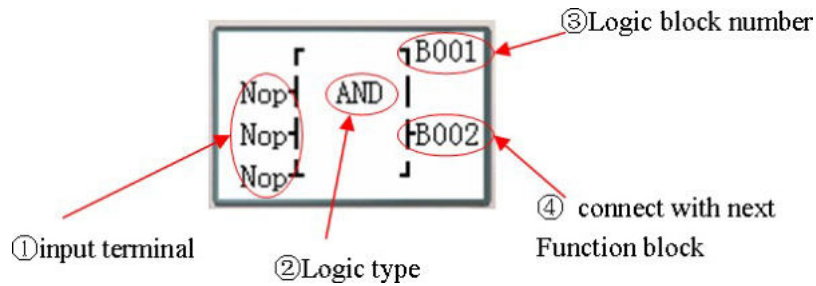 ③Logic block number
B001
Nop AND
Nop B002
Nop
④ connect with next
Function block
①input terminal
②Logic type